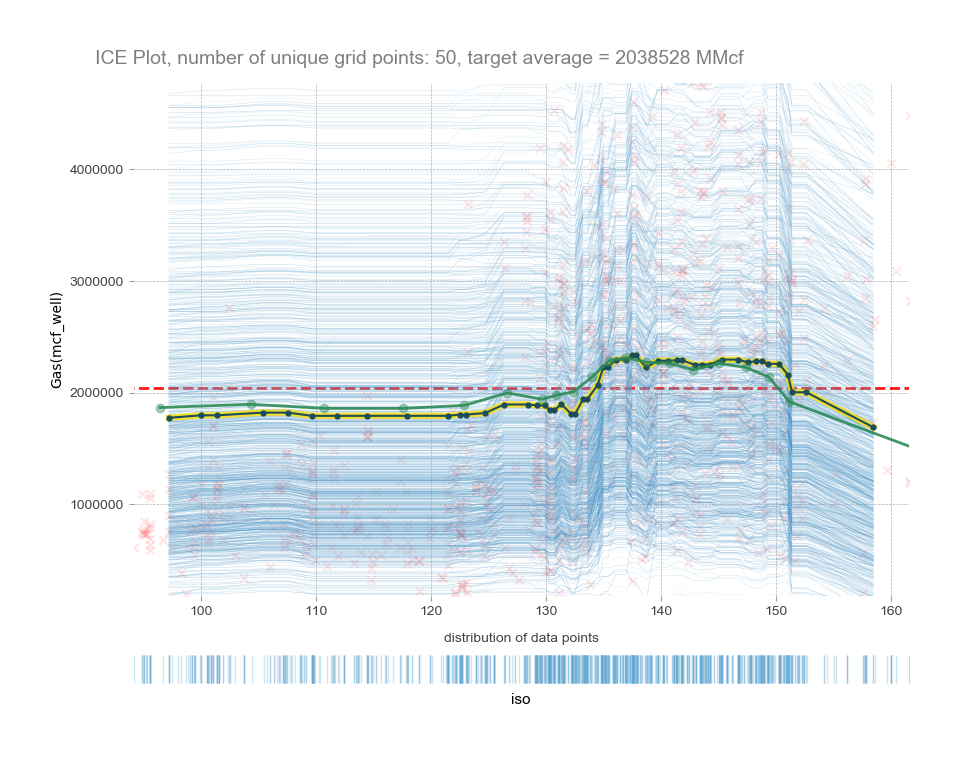 ICE Plot, number of unique grid points: 50, target average = 2038528 MMcf
Gas(mcf_well)
4000000
3000000
2000000
1000000
100 110 120 130 140 150 160
distribution of data points
iso